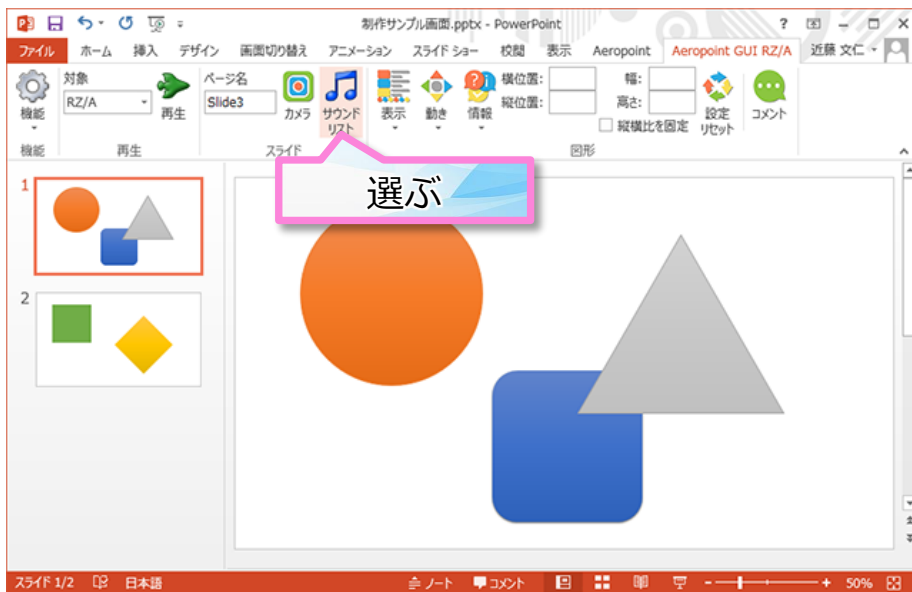 制作サンプル画面.pptx - PowerPoint
ファイル ホーム 挿入 デザイン 画面切り替え アニメーション スライド ショー 校閲 表示 Aeropoint Aeropoint GUI RZ/A 近藤 文仁
対象 ページ名 横位置: 幅:
RZ/A Slide3 縦位置: 高さ:
機能 再生 カメラ サウンド リスト 表示 動き 情報 縦横比を固定 設定 リセット コメント
機能 再生 スライド 図形
選ぶ
1
2
スライド 1/2 日本語 ノート コメント 50%